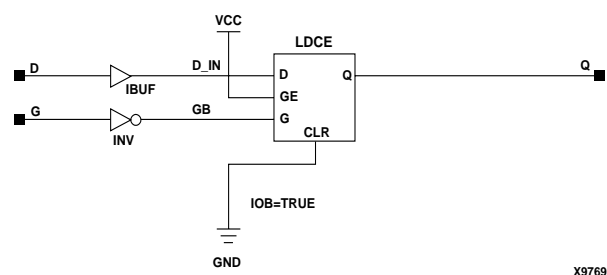 VCC
LDCE
D
D_IN
D
Q
Q
IBUF
GE
G
GB
G
INV
CLR
IOB=TRUE
GND
X9769